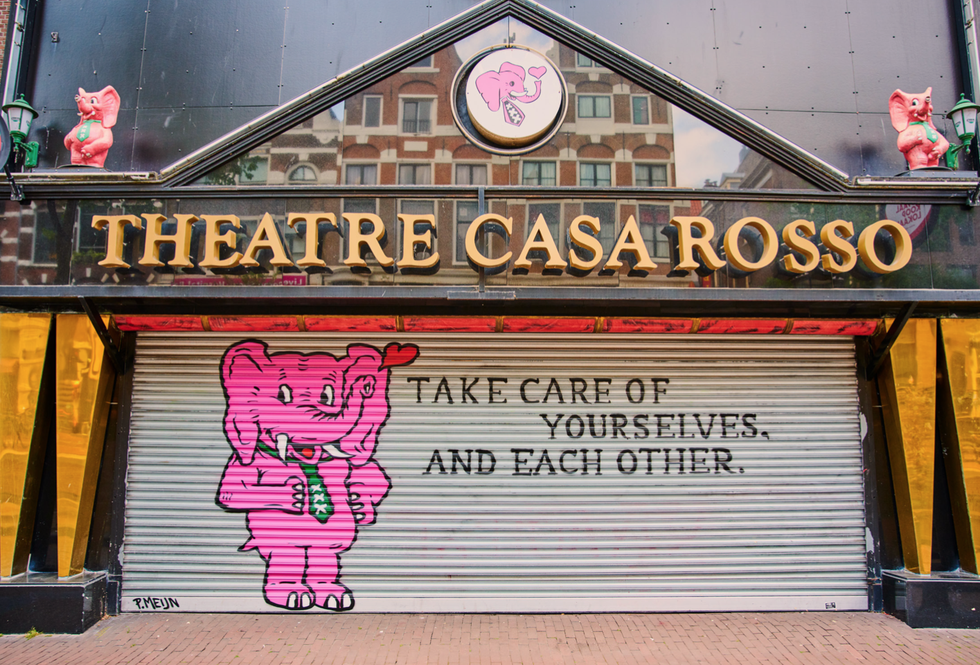 THEATRE CASA ROSSO
TAKE CARE OF
YOURSELVES,
AND EACH OTHER.
P. MEIJN